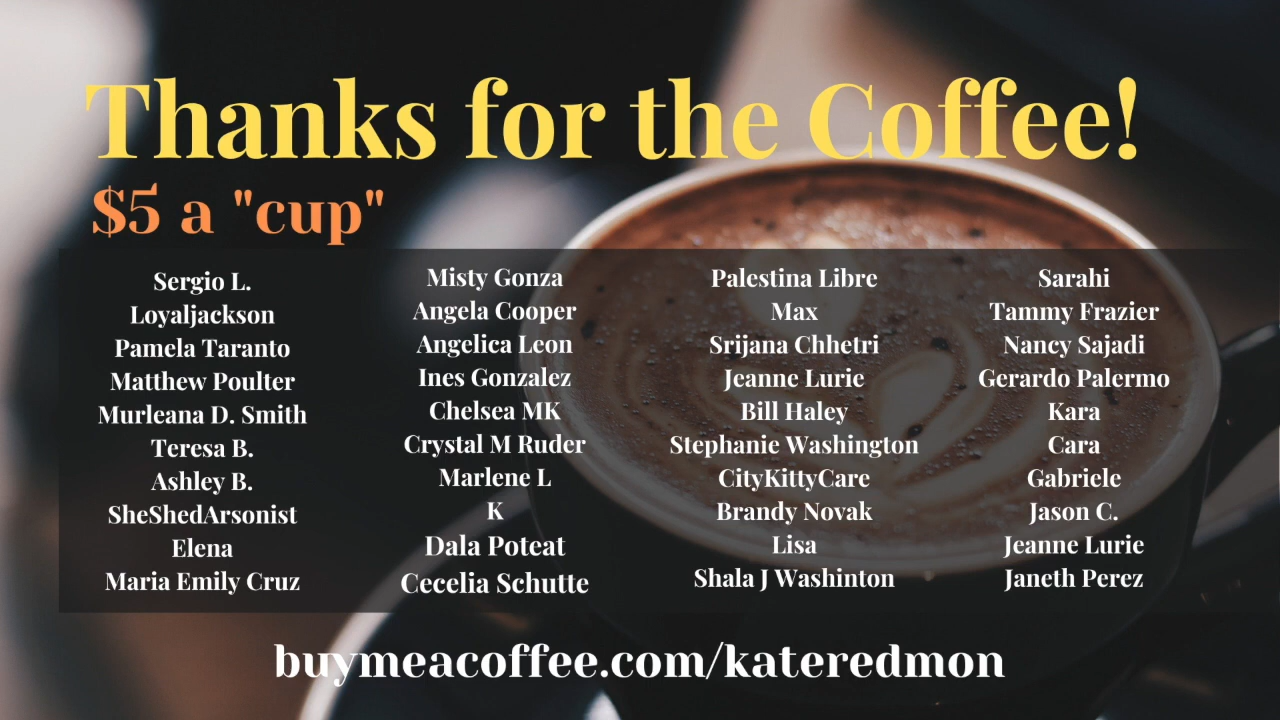 Thanks for the Coffee!
$5 a "cup"
Sergio L.
Loyaljackson
Pamela Taranto
Matthew Poulter
Murleana D. Smith
Teresa B.
Ashley B.
SheShedArsonist
Elena
Maria Emily Cruz
Misty Gonza
Angela Cooper
Angelica Leon
Ines Gonzalez
Chelsea MK
Crystal M Ruder
Marlene L
K
Dala Poteat
Cecelia Schutte
Palestina Libre
Max
Srijana Chhetri
Jeanne Lurie
Bill Haley
Stephanie Washington
CityKittyCare
Brandy Novak
Lisa
Shala J Washinton
Sarahi
Tammy Frazier
Nancy Sajadi
Gerardo Palermo
Kara
Cara
Gabriele
Jason C.
Jeanne Lurie
Janeth Perez
buymeacoffee.com/kateredmon